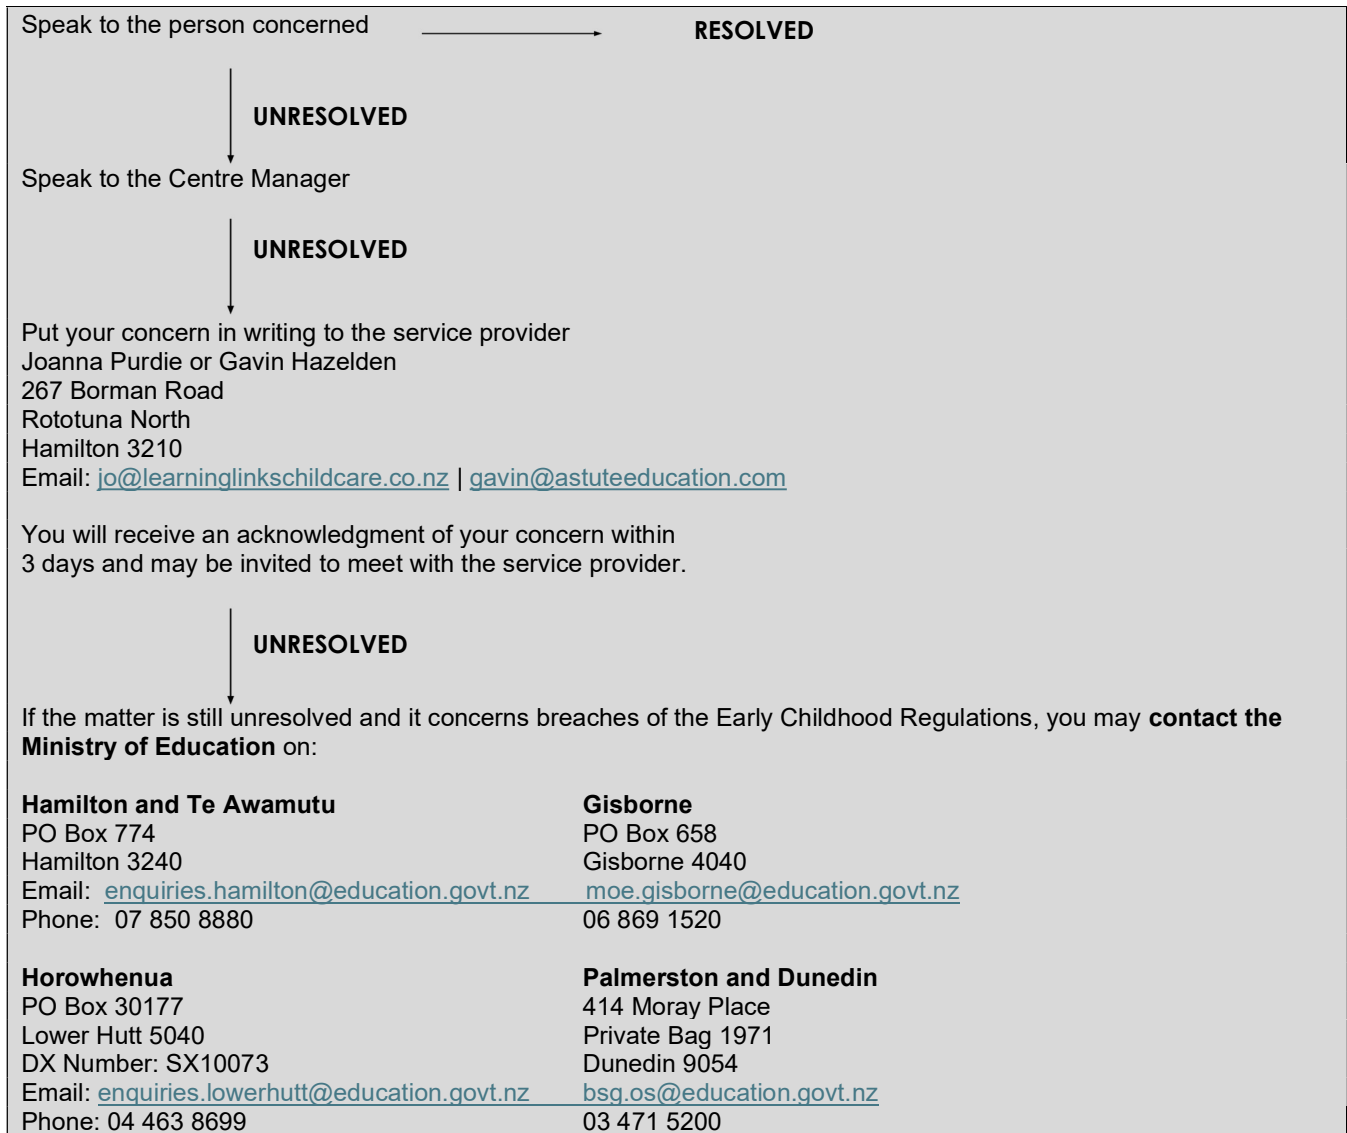 Speak to the person concerned RESOLVED
UNRESOLVED
Speak to the Centre Manager
UNRESOLVED
Put your concern in writing to the service provider
Joanna Purdie or Gavin Hazelden
267 Borman Road
Rototuna North
Hamilton 3210
Email: jo@learninglinkschildcare.co.nz | gavin@astuteeducation.com
You will receive an acknowledgment of your concern within
3 days and may be invited to meet with the service provider.
UNRESOLVED
If the matter is still unresolved and it concerns breaches of the Early Childhood Regulations, you may contact the
Ministry of Education on:
Hamilton and Te Awamutu Gisborne
PO Box 774 PO Box 658
Hamilton 3240 Gisborne 4040
Email: enquiries.hamilton@education.govt.nz moe.gisborne@education.govt.nz
Phone: 07 850 8880 06 869 1520
Horowhenua Palmerston and Dunedin
PO Box 30177 414 Moray Place
Lower Hutt 5040 Private Bag 1971
DX Number: SX10073 Dunedin 9054
Email: enquiries.lowerhutt@education.govt.nz bsg.os@education.govt.nz
Phone: 04 463 8699 03 471 5200